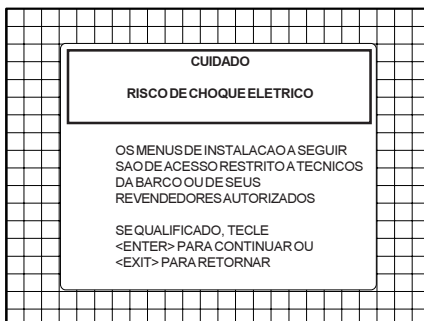 CUIDADO
RISCO DE CHOQUE ELETRICO
OS MENUS DE INSTALACAO A SEGUIR
SAO DE ACESSO RESTRITO A TECNICOS
DA BARCO OU DE SEUS
REVENDEDORES AUTORIZADOS
SE QUALIFICADO, TECLE
<ENTER> PARA CONTINUAR OU
<EXIT> PARA RETORNAR